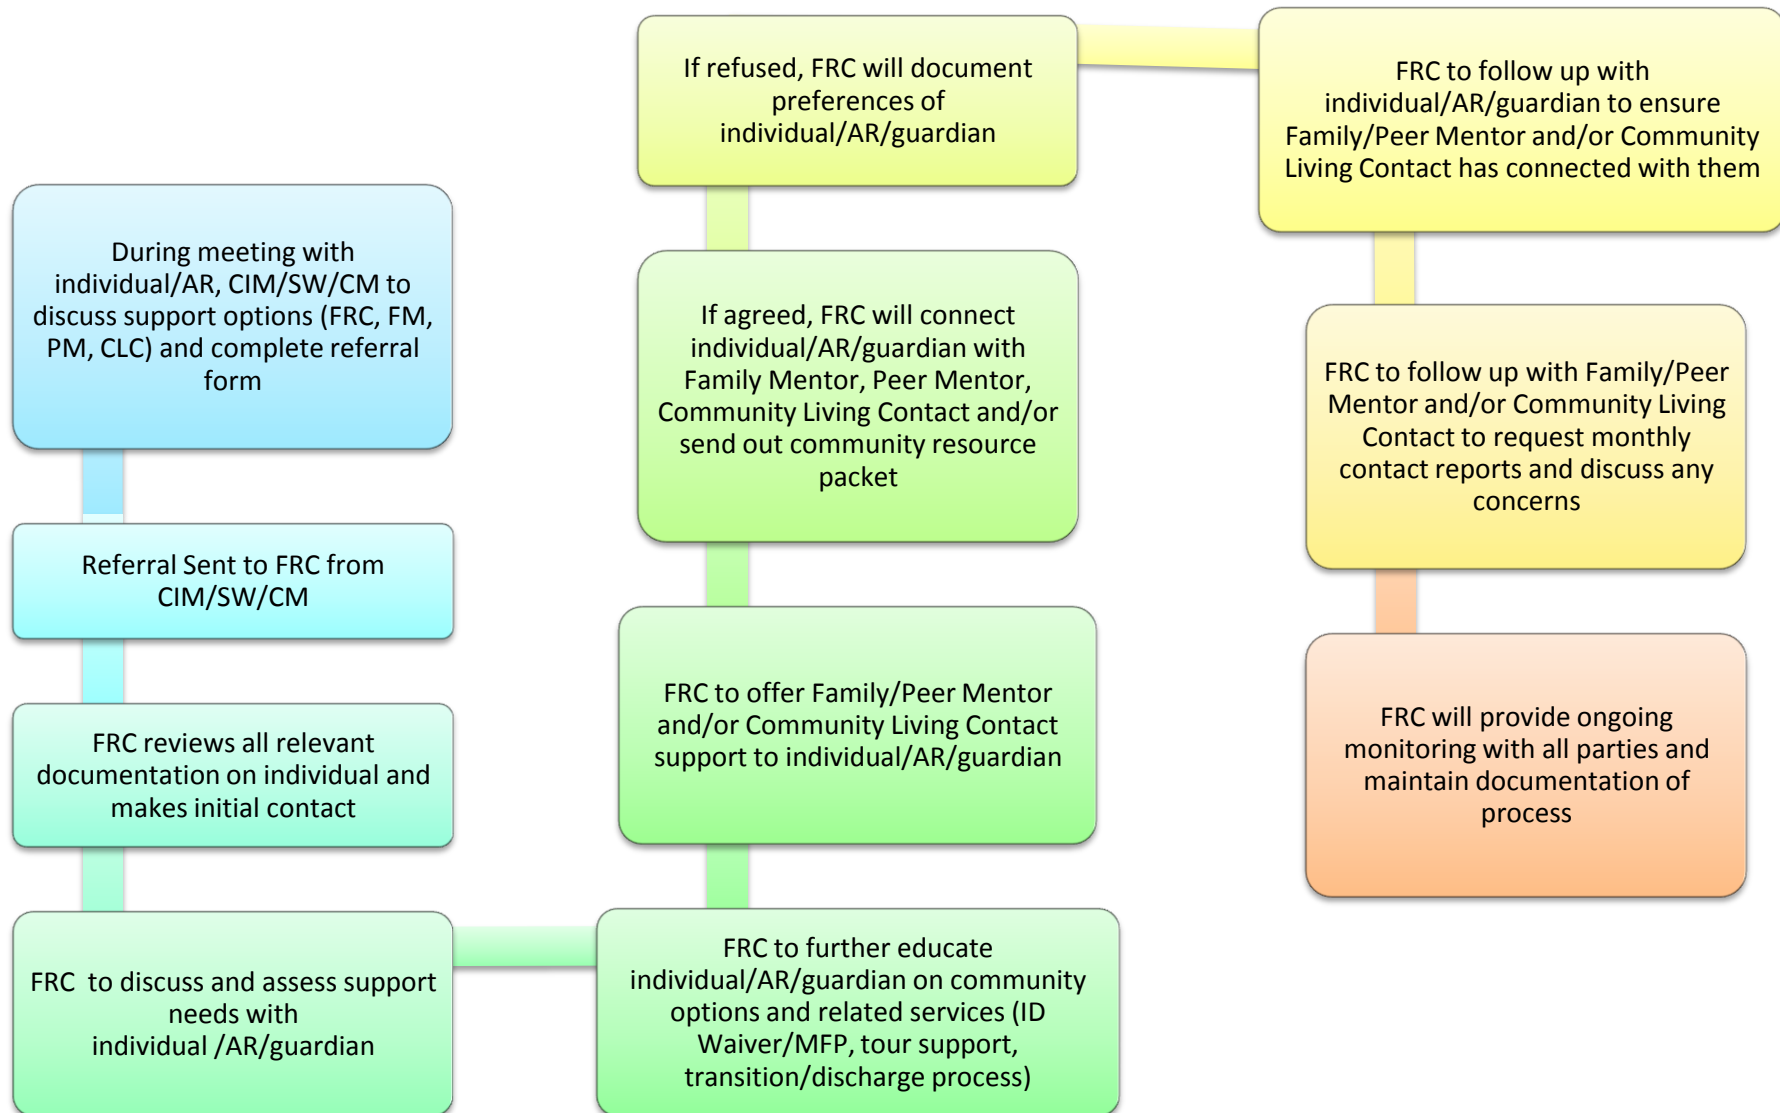 During meeting with
individual/AR, CIM/SW/CM to
discuss support options (FRC, FM,
PM, CLC) and complete referral
form
Referral Sent to FRC from
CIM/SW/CM
FRC reviews all relevant
documentation on individual and
makes initial contact
FRC  to discuss and assess support
needs with
individual /AR/guardian
FRC to further educate
individual/AR/guardian on community
options and related services (ID
Waiver/MFP, tour support,
transition/discharge process)
FRC to offer Family/Peer Mentor
and/or Community Living Contact
support to individual/AR/guardian
If agreed, FRC will connect
individual/AR/guardian with
Family Mentor, Peer Mentor,
Community Living Contact and/or
send out community resource
packet
If refused, FRC will document
preferences of
individual/AR/guardian
FRC to follow up with
individual/AR/guardian to ensure
Family/Peer Mentor and/or Community
Living Contact has connected with them
FRC to follow up with Family/Peer
Mentor and/or Community Living
Contact to request monthly
contact reports and discuss any
concerns
FRC will provide ongoing
monitoring with all parties and
maintain documentation of
process